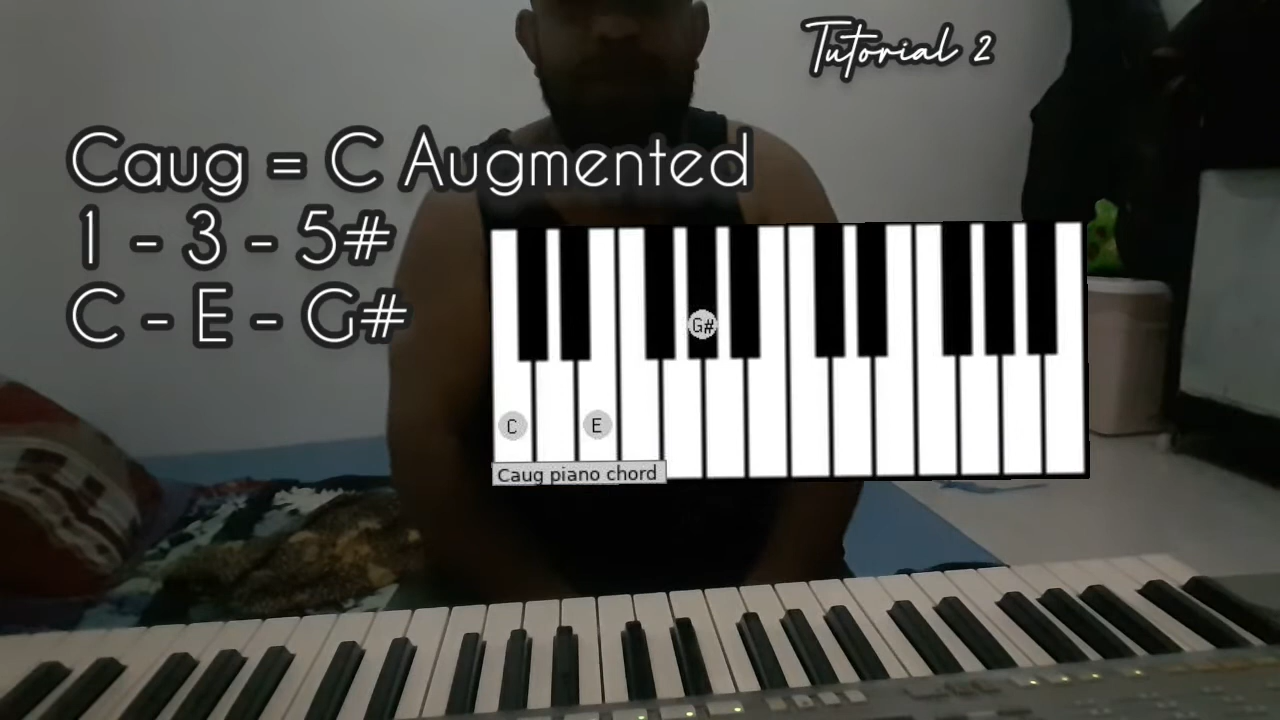 Tutorial 2
Caug = C Augmented
1 - 3 - 5#
C - E - G#
G#
C E
Caug piano chord